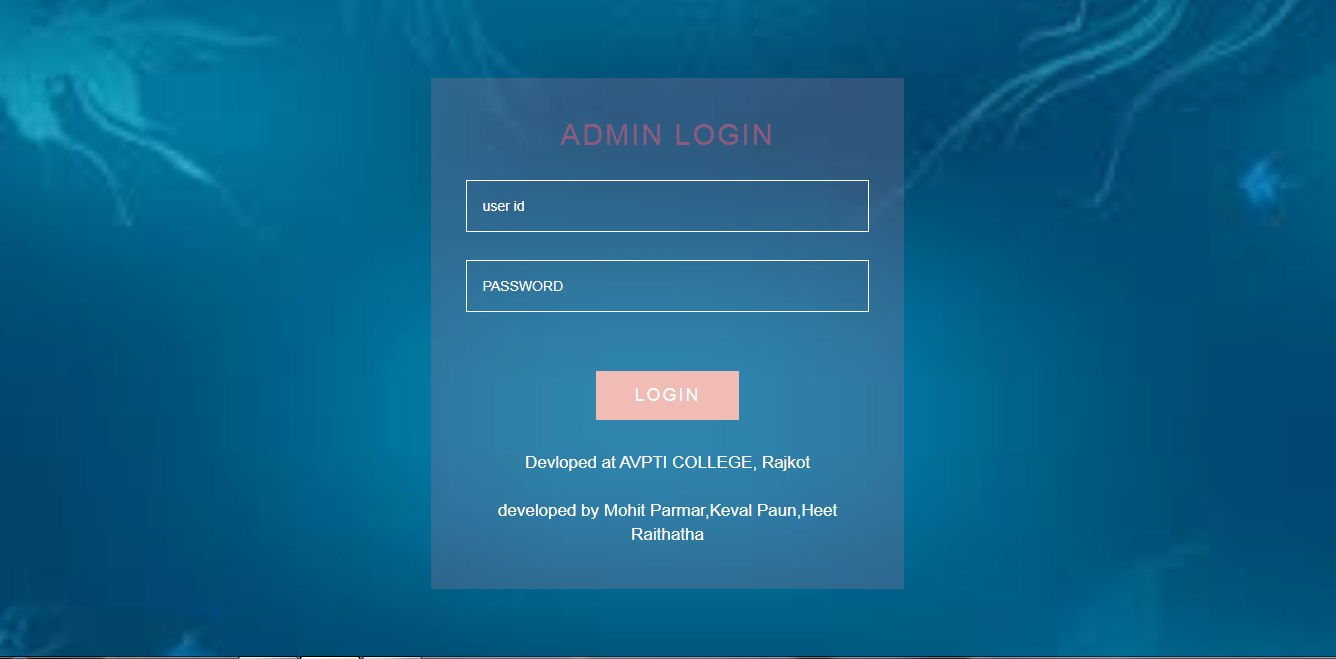 ADMIN LOGIN
user id
PASSWORD
LOGIN
Devloped at AVPTI COLLEGE, Rajkot
developed by Mohit Parmar,Keval Paun,Heet
Raithatha